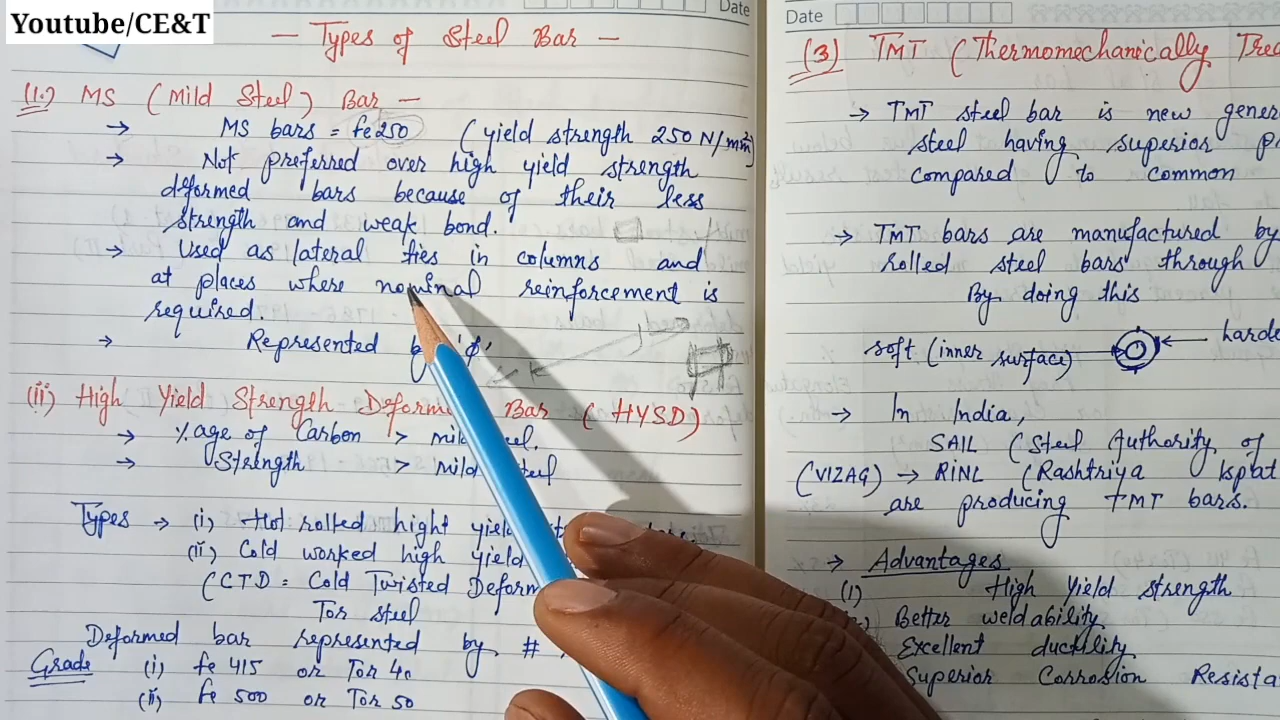 Youtube/CE&T
Date
— Types of Steel Bar —
(1.) MS (Mild Steel) Bar —
→ MS bars = fe 250 (yield strength 250 N/mm²)
→ Not preferred over high yield strength
deformed bars because of their less
strength and weak bond.
→ Used as lateral ties in columns and
at places where nominal reinforcement is
required.
→ Represented 'ϕ'
(ii) High Yield Strength Deform Bar (HYSD)
→ %age of Carbon > mil
→ Strength > mild steel
Types → (i) Hot rolled hight yield
(ii) Cold worked high yield
(CTD = Cold Twisted Deform
Tor steel
Deformed bar represented by #
Grade (i) fe 415 or Tor 40
(ii) fe 500 or Tor 50
Date
(3) TMT (Thermomechanically Trea
→ TMT steel bar is new gener
steel having superior p
compared to common
→ TMT bars are manufactured by
rolled steel bars through
By doing this
soft (inner surface) → ← harde
→ In India,
SAIL (Steel Authority of
(VIZAG) → RINL (Rashtriya Ispat
are producing TMT bars.
→ Advantages
(i) High Yield strength
Better weldability.
Excellent ductility.
Superior Corrosion Resista